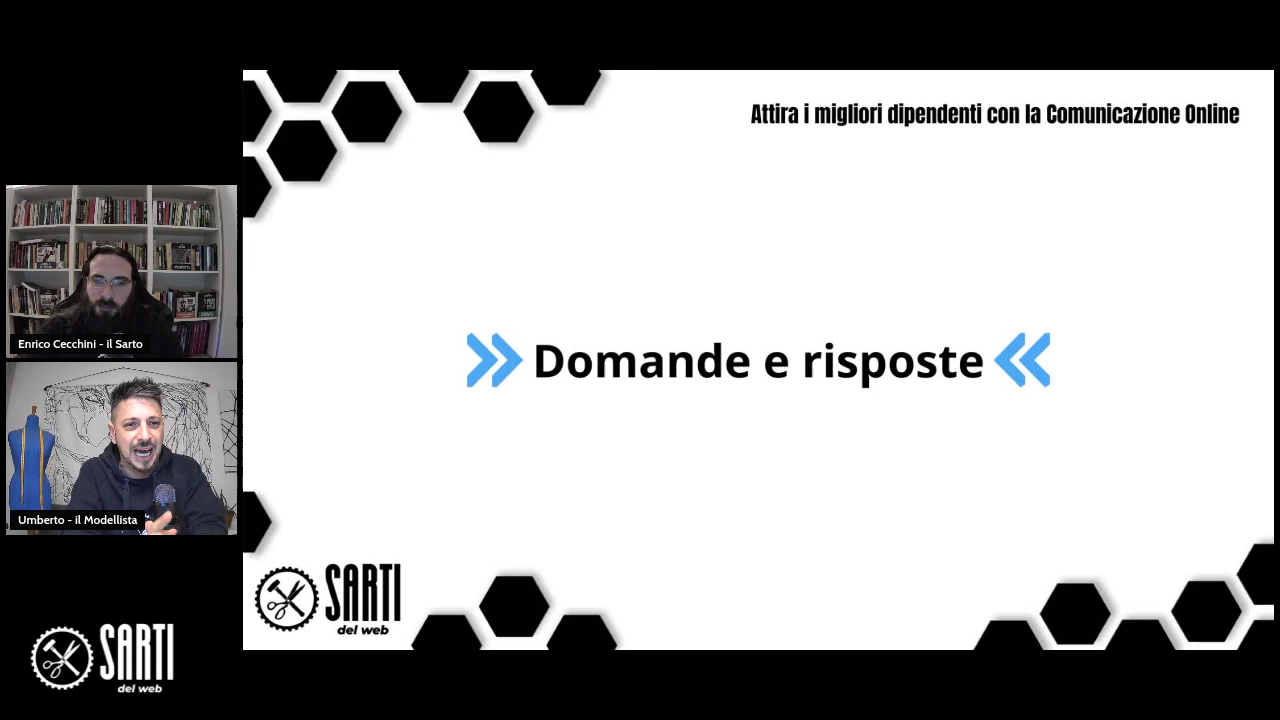 Attira i migliori dipendenti con la Comunicazione Online
Enrico Cecchini - il Sarto
Domande e risposte
Umberto - il Modellista
SARTI
del web
SARTI
del web